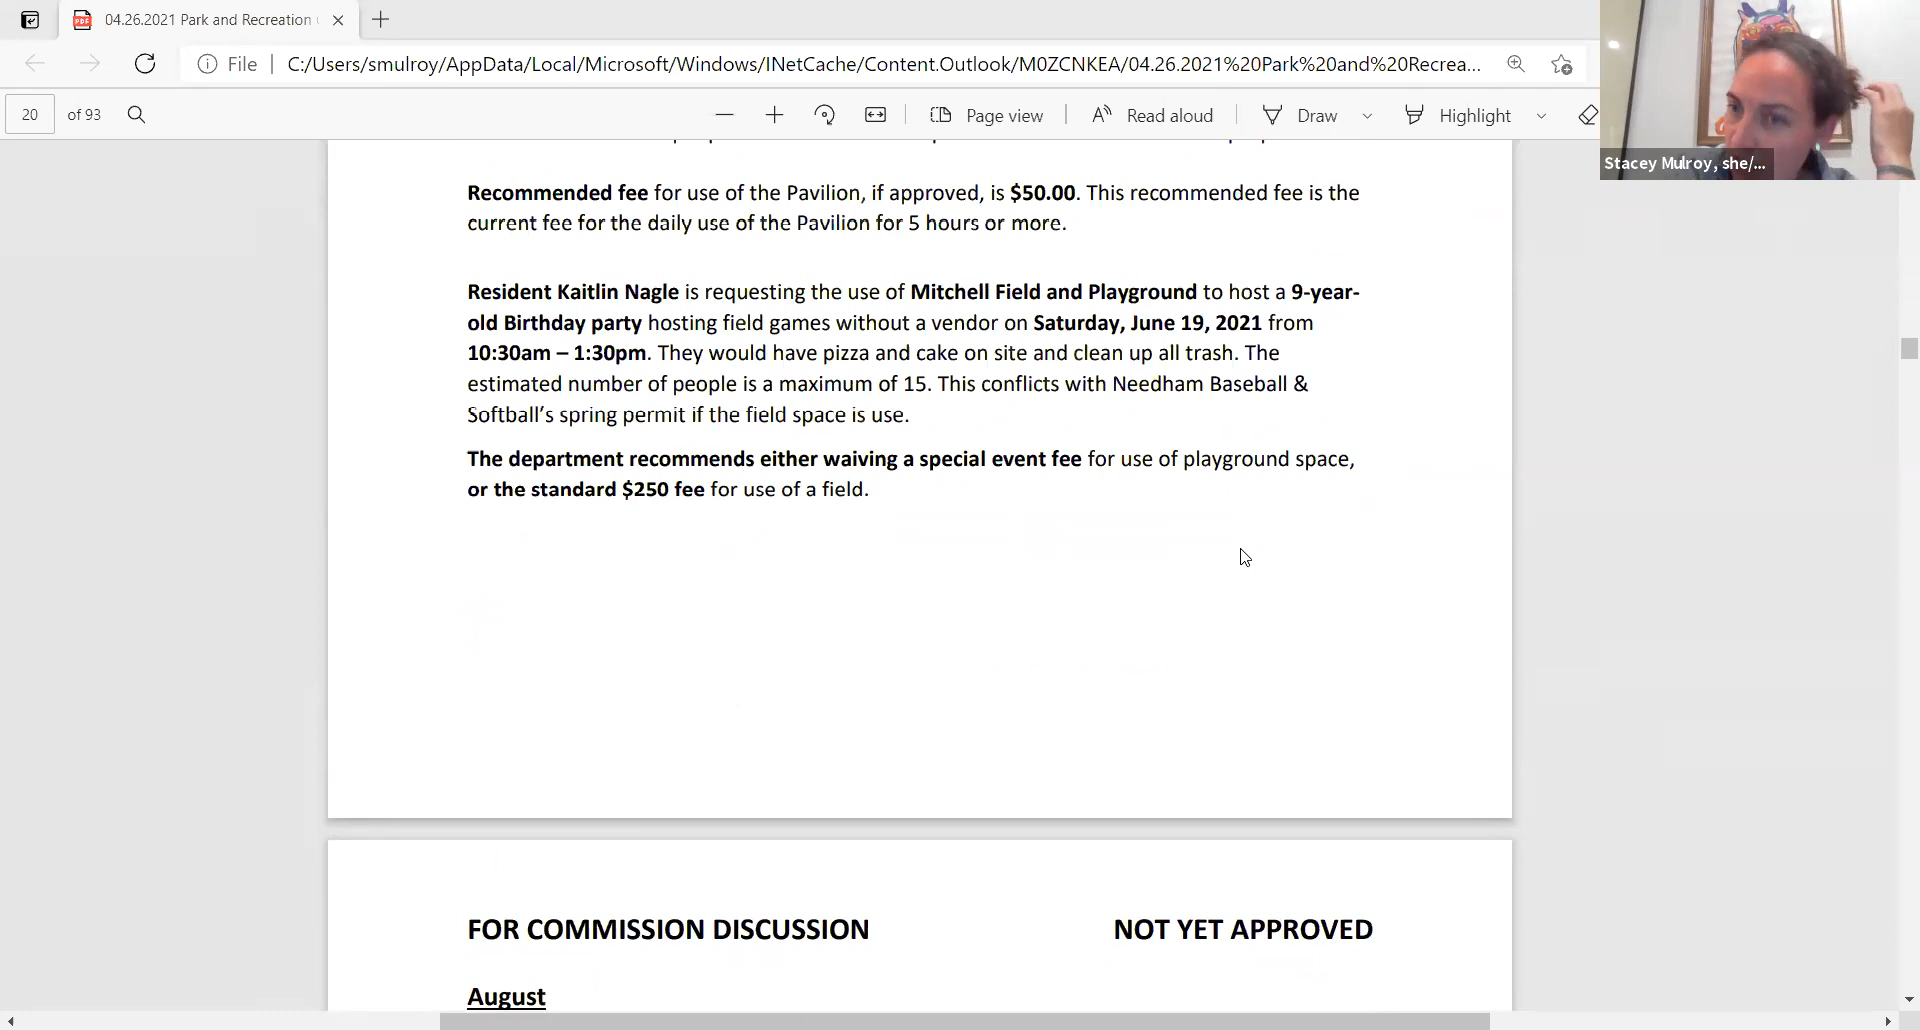 04.26.2021 Park and Recreation
File
C:/Users/smulroy/AppData/Local/Microsoft/Windows/INetCache/Content.Outlook/M0ZCNKEA/04.26.2021%20Park%20and%20Recrea...
20 of 93
Page view
Read aloud
Draw
Highlight
Stacey Mulroy, she/...
Recommended fee for use of the Pavilion, if approved, is $50.00. This recommended fee is the
current fee for the daily use of the Pavilion for 5 hours or more.
Resident Kaitlin Nagle is requesting the use of Mitchell Field and Playground to host a 9-year-
old Birthday party hosting field games without a vendor on Saturday, June 19, 2021 from
10:30am – 1:30pm. They would have pizza and cake on site and clean up all trash. The
estimated number of people is a maximum of 15. This conflicts with Needham Baseball &
Softball's spring permit if the field space is use.
The department recommends either waiving a special event fee for use of playground space,
or the standard $250 fee for use of a field.
FOR COMMISSION DISCUSSION NOT YET APPROVED
August